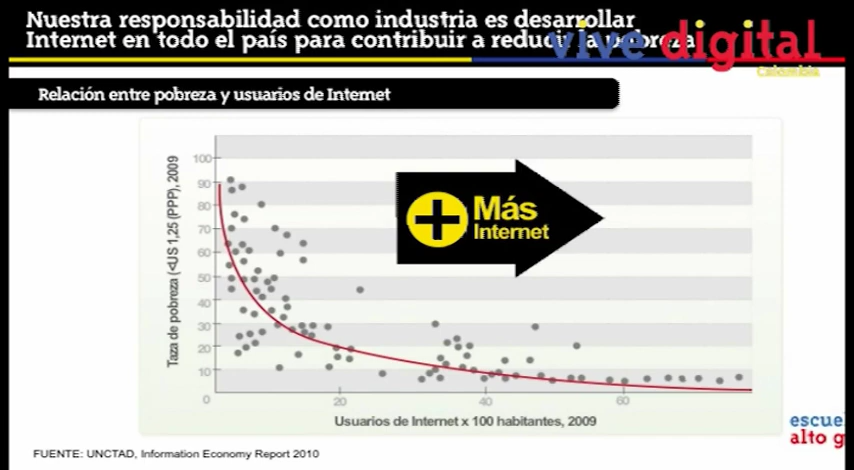 Nuestra responsabilidad como industria es desarrollar
Internet en todo el país para contribuir a reducir la pobreza
vive digital
Colombia
Relación entre pobreza y usuarios de Internet
Taza de pobreza (<US 1,25 (PPP), 2009
100
90
80
70
60
50
40
30
20
10
0
20
40
60
Más
Internet
Usuarios de Internet x 100 habitantes, 2009
escue
alto g
FUENTE: UNCTAD, Information Economy Report 2010